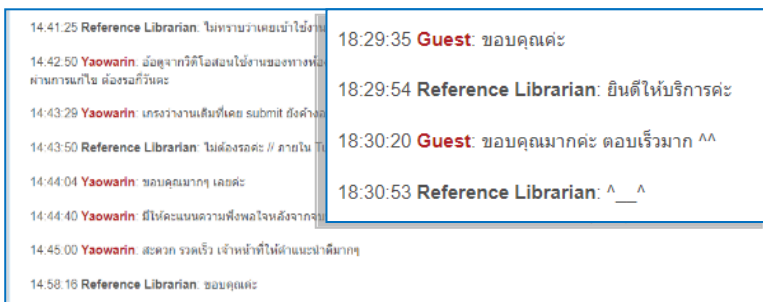 14:41:25 Reference Librarian: ไม่ทราบว่าเคยเข้าใช้งาน
14:42:50 Yaowarin: อ๋อดูจากวิดีโอสอนใช้งานของทางห้อง
ผ่านการแก้ไข ต้องรอกี่วันคะ
14:43:29 Yaowarin: เกรงว่างานเดิมที่เคย submit ยังค้าง
14:43:50 Reference Librarian: ไม่ต้องรอค่ะ // ภายใน
14:44:04 Yaowarin: ขอบคุณมากๆ เลยค่ะ
14:44:40 Yaowarin: มีให้คะแนนความพึงพอใจหลังจาก
14:45:00 Yaowarin: สะดวก รวดเร็ว เจ้าหน้าที่ให้คำแนะนำดีมากๆ
14:58:16 Reference Librarian: ขอบคุณค่ะ
18:29:35 Guest: ขอบคุณค่ะ
18:29:54 Reference Librarian: ยินดีให้บริการค่ะ
18:30:20 Guest: ขอบคุณมากค่ะ ตอบเร็วมาก ^^
18:30:53 Reference Librarian: ^__^